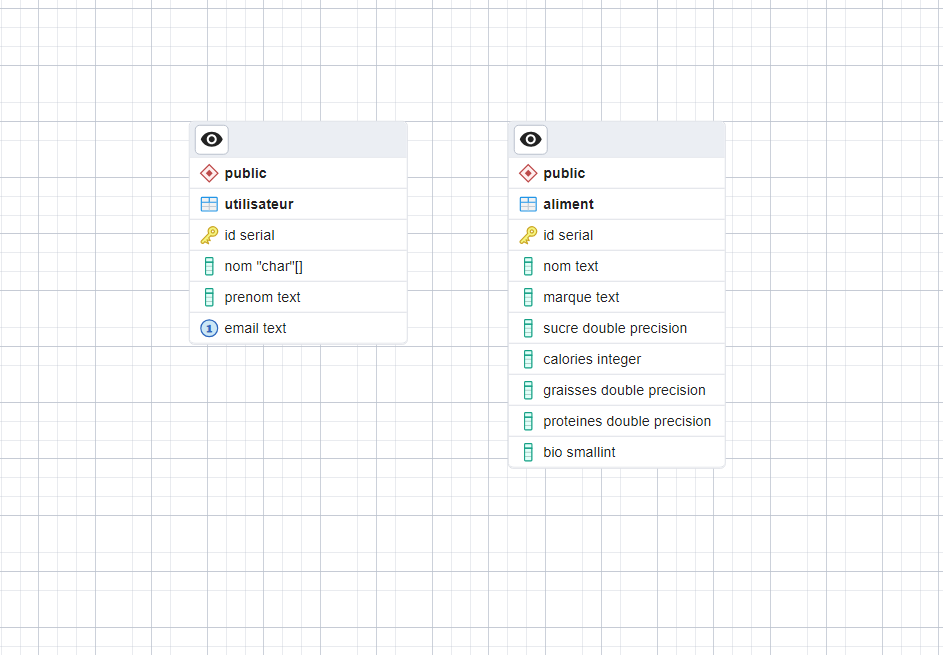 public
utilisateur
id serial
nom "char"[]
prenom text
1 email text
public
aliment
id serial
nom text
marque text
sucre double precision
calories integer
graisses double precision
proteines double precision
bio smallint